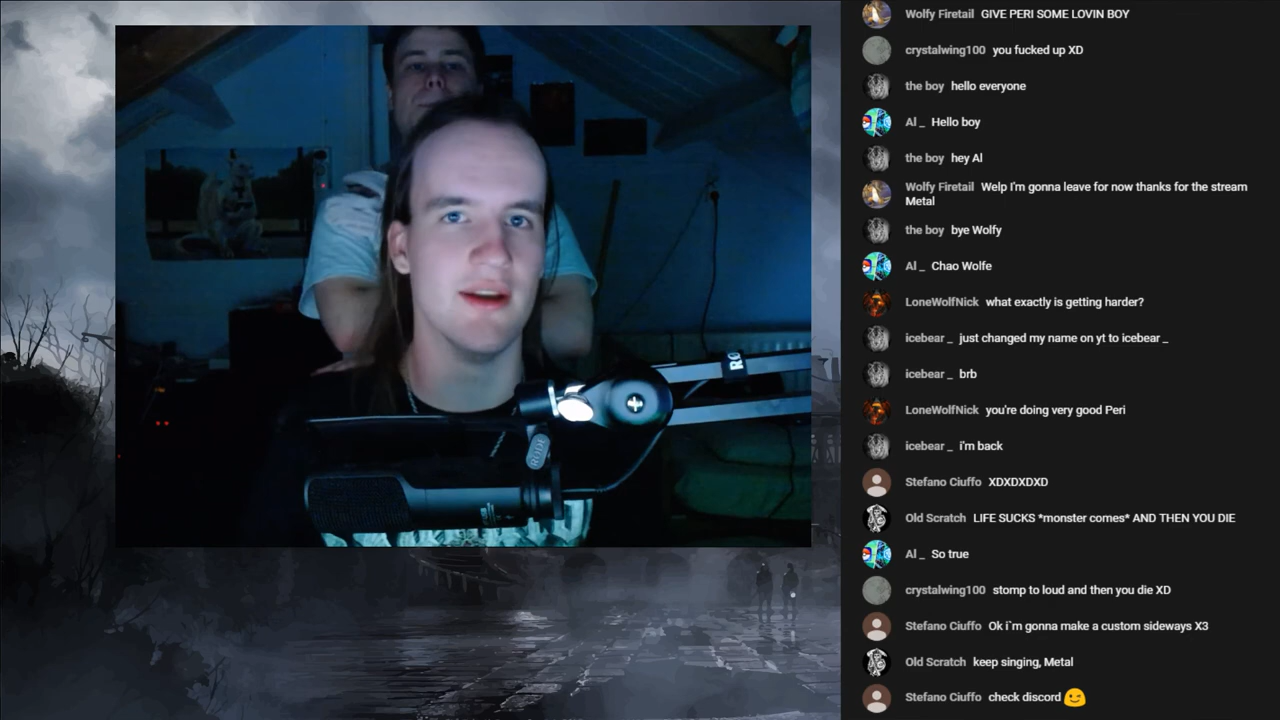 Wolfy Firetail GIVE PERI SOME LOVIN BOY
crystalwing100 you fucked up XD
the boy hello everyone
Al _ Hello boy
the boy hey Al
Wolfy Firetail Welp I'm gonna leave for now thanks for the stream
Metal
the boy bye Wolfy
Al _ Chao Wolfe
LoneWolfNick what exactly is getting harder?
icebear _ just changed my name on yt to icebear _
icebear _ brb
LoneWolfNick you're doing very good Peri
icebear _ i'm back
Stefano Ciuffo XDXDXDXD
Old Scratch LIFE SUCKS *monster comes* AND THEN YOU DIE
Al _ So true
crystalwing100 stomp to loud and then you die XD
Stefano Ciuffo Ok i`m gonna make a custom sideways X3
Old Scratch keep singing, Metal
Stefano Ciuffo check discord 😉
RODE